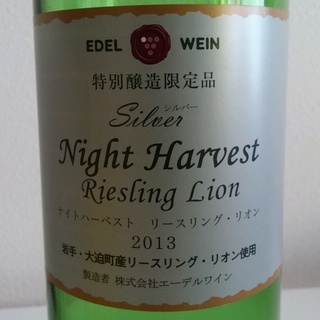 EDEL WEIN
特別醸造限定品
シルバー
Silver
Night Harvest
Riesling Lion
ナイトハーベスト リースリング・リオン
2013
岩手・大迫町産リースリング・リオン使用
製造者 株式会社エーデルワイン